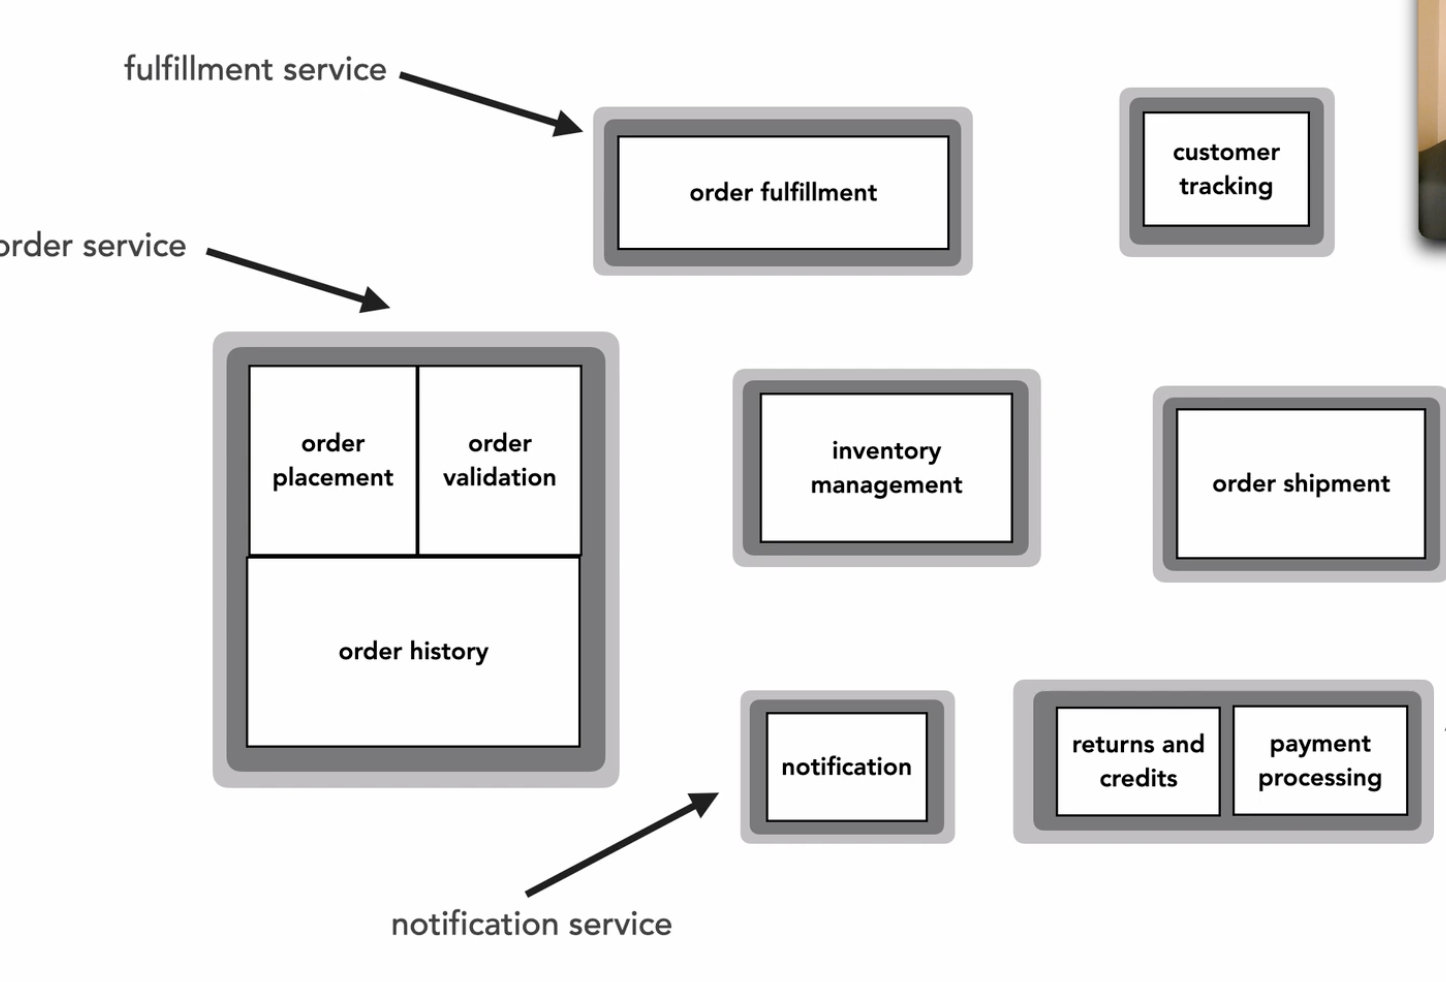 fulfillment service
order fulfillment
customer
tracking
order service
order
placement
order
validation
order history
inventory
management
order shipment
notification
returns and
credits
payment
processing
notification service